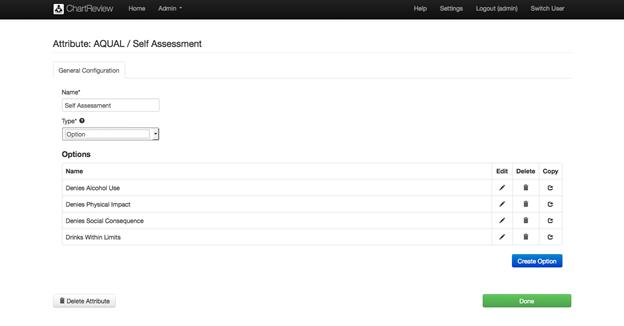 ChartReview Home Admin Help Settings Logout (admin) Switch User
Attribute: AQUAL / Self Assessment
General Configuration
Name*
Self Assessment
Type*
Option
Options
Name Edit Delete Copy
Denies Alcohol Use
Denies Physical Impact
Denies Social Consequence
Drinks Within Limits
Create Option
Delete Attribute Done